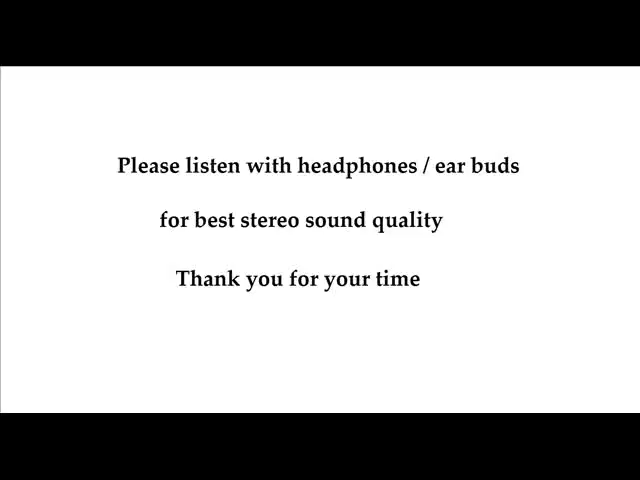 Please listen with headphones / ear buds
for best stereo sound quality
Thank you for your time